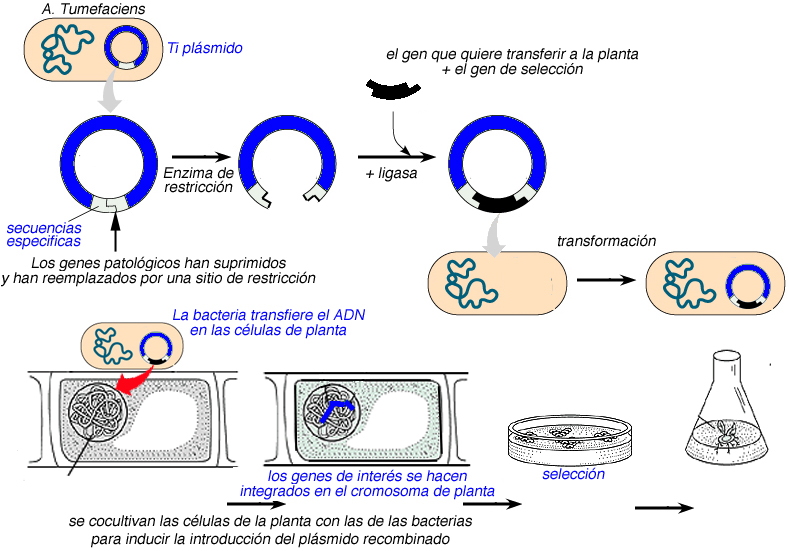 A. Tumefaciens
Ti plásmido
el gen que quiere transferir a la planta
+ el gen de selección
Enzima de
restricción
+ ligasa
secuencias
especificas
Los genes patológicos han suprimidos
y han reemplazados por una sitio de restricción
transformación
La bacteria transfiere el ADN
en las células de planta
los genes de interés se hacen
integrados en el cromosoma de planta
selección
se cocultivan las células de la planta con las de las bacterias
para inducir la introducción del plásmido recombinado